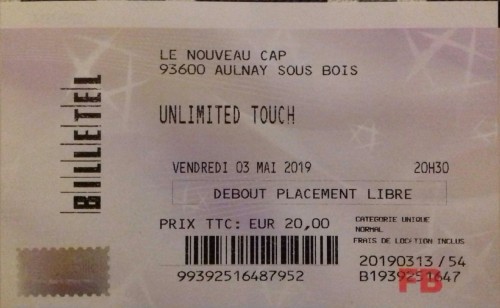 LE NOUVEAU CAP
93600 AULNAY SOUS BOIS
BILLETEL
UNLIMITED TOUCH
VENDREDI 03 MAI 2019 20H30
DEBOUT PLACEMENT LIBRE
PRIX TTC: EUR 20,00
CATEGORIE UNIQUE
NORMAL
FRAIS DE LOCATION INCLUS
20190313 / 54
99392516487952
B1939251647
FB